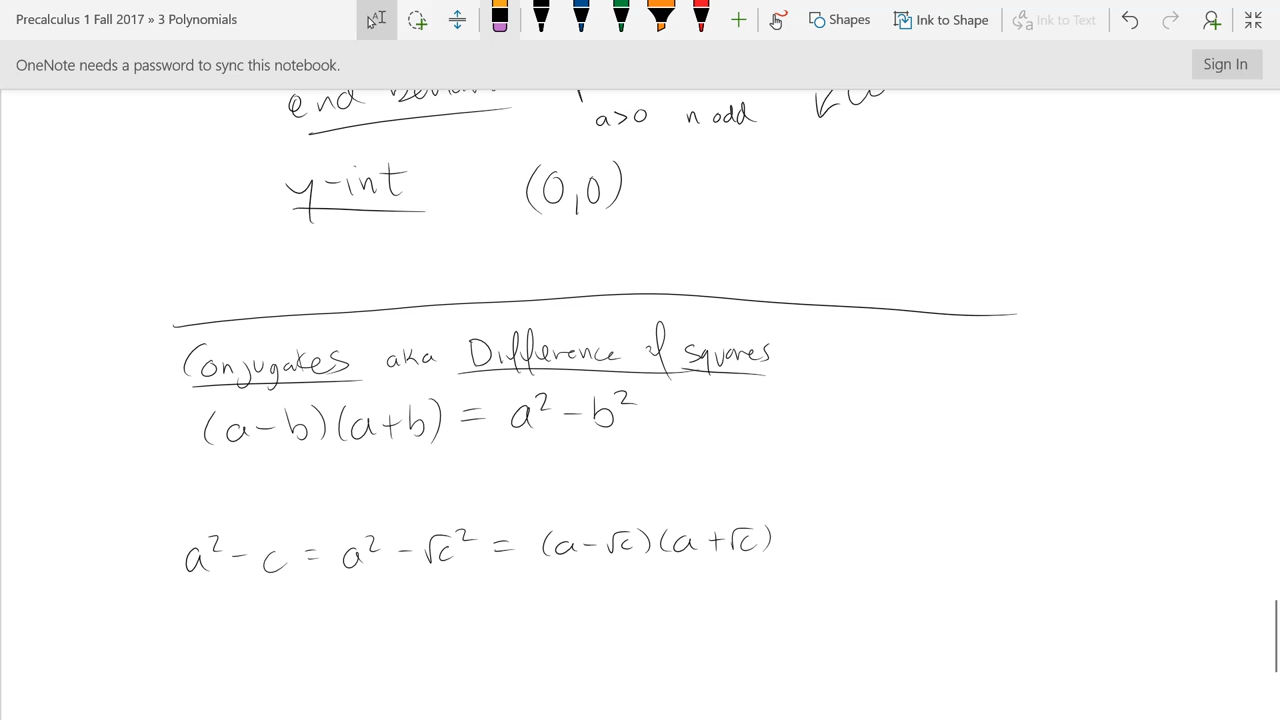 Precalculus 1 Fall 2017 » 3 Polynomials
Shapes Ink to Shape Ink to Text
OneNote needs a password to sync this notebook. Sign In
end
a>0 n odd
y-int (0,0)
Conjugates aka Difference of squares
(a-b)(a+b) = a² - b²
a² - c = a² - √c² = (a-√c)(a+√c)